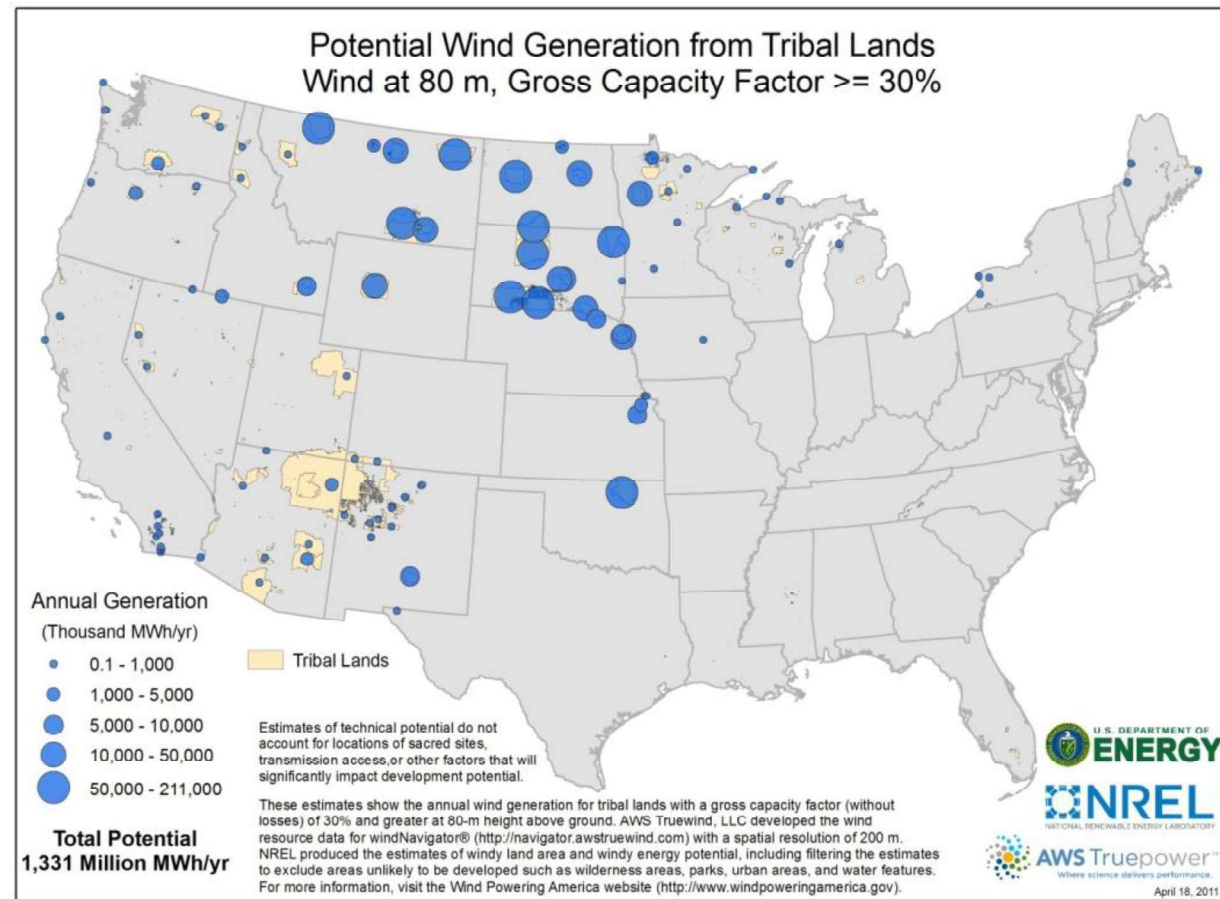 Potential Wind Generation from Tribal Lands
Wind at 80 m, Gross Capacity Factor >= 30%
Annual Generation
(Thousand MWh/yr)
0.1 - 1,000
1,000 - 5,000
5,000 - 10,000
10,000 - 50,000
50,000 - 211,000
Total Potential
1,331 Million MWh/yr
Tribal Lands
Estimates of technical potential do not
account for locations of sacred sites,
transmission access,or other factors that will
significantly impact development potential.
These estimates show the annual wind generation for tribal lands with a gross capacity factor (without
losses) of 30% and greater at 80-m height above ground. AWS Truewind, LLC developed the wind
resource data for windNavigator® (http://navigator.awstruewind.com) with a spatial resolution of 200 m.
NREL produced the estimates of windy land area and windy energy potential, including filtering the estimates
to exclude areas unlikely to be developed such as wilderness areas, parks, urban areas, and water features.
For more information, visit the Wind Powering America website (http://www.windpoweringamerica.gov).
U.S. DEPARTMENT OF
ENERGY
NREL
NATIONAL RENEWABLE ENERGY LABORATORY
AWS Truepower™
Where science delivers performance.
April 18, 2011